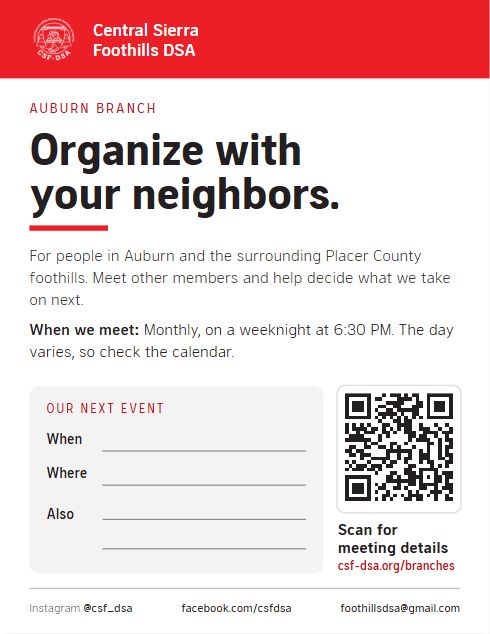 CSF-DSA
Central Sierra
Foothills DSA
AUBURN BRANCH
Organize with
your neighbors.
For people in Auburn and the surrounding Placer County
foothills. Meet other members and help decide what we take
on next.
When we meet: Monthly, on a weeknight at 6:30 PM. The day
varies, so check the calendar.
OUR NEXT EVENT
When
Where
Also
Scan for
meeting details
csf-dsa.org/branches
Instagram @csf_dsa facebook.com/csfdsa foothillsdsa@gmail.com